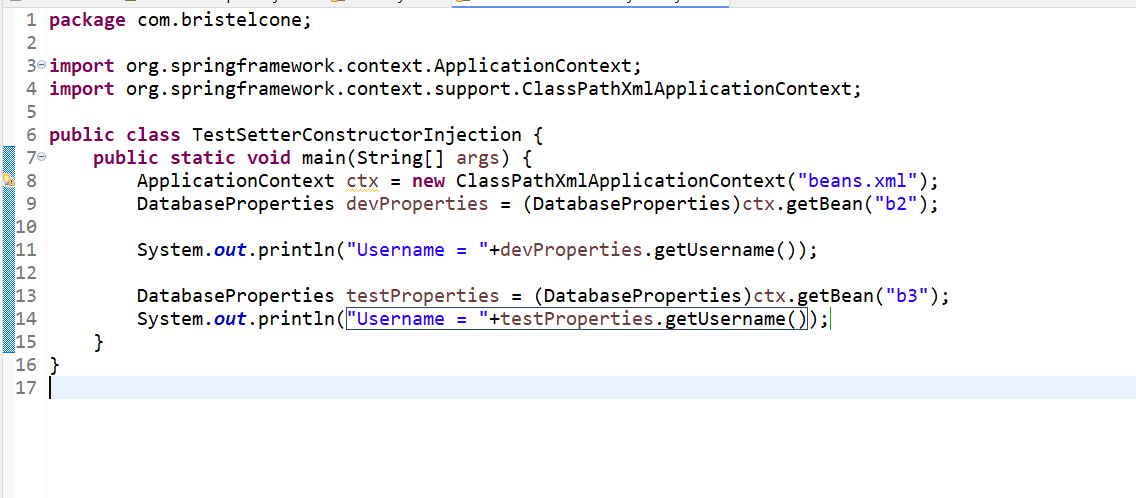 1 package com.bristelcone;
2
3 import org.springframework.context.ApplicationContext;
4 import org.springframework.context.support.ClassPathXmlApplicationContext;
5
6 public class TestSetterConstructorInjection {
7     public static void main(String[] args) {
8         ApplicationContext ctx = new ClassPathXmlApplicationContext("beans.xml");
9         DatabaseProperties devProperties = (DatabaseProperties)ctx.getBean("b2");
10
11         System.out.println("Username = "+devProperties.getUsername());
12
13         DatabaseProperties testProperties = (DatabaseProperties)ctx.getBean("b3");
14         System.out.println("Username = "+testProperties.getUsername());
15     }
16 }
17